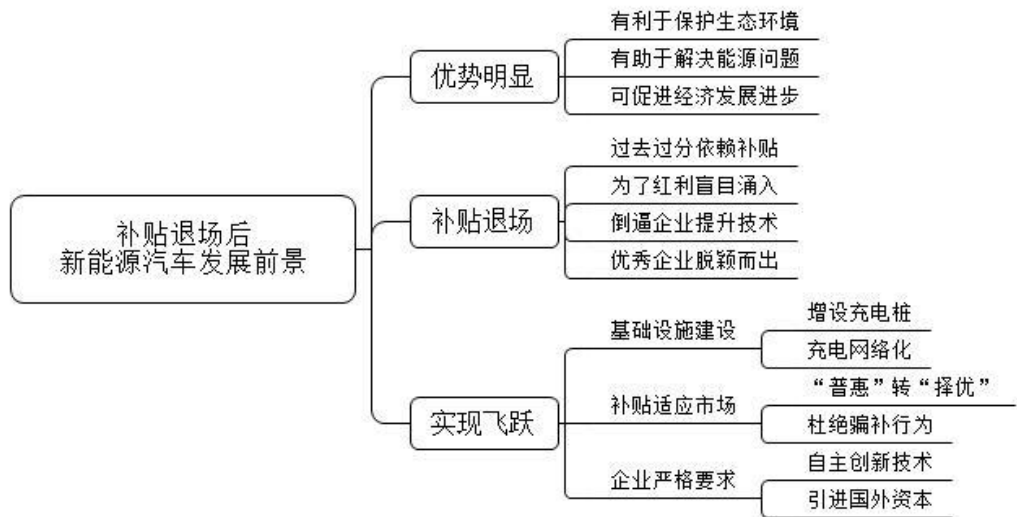 补贴退场后
新能源汽车发展前景
优势明显
有利于保护生态环境
有助于解决能源问题
可促进经济发展进步
补贴退场
过去过分依赖补贴
为了红利盲目涌入
倒逼企业提升技术
优秀企业脱颖而出
实现飞跃
基础设施建设
增设充电桩
充电网络化
补贴适应市场
“普惠”转“择优”
杜绝骗补行为
企业严格要求
自主创新技术
引进国外资本